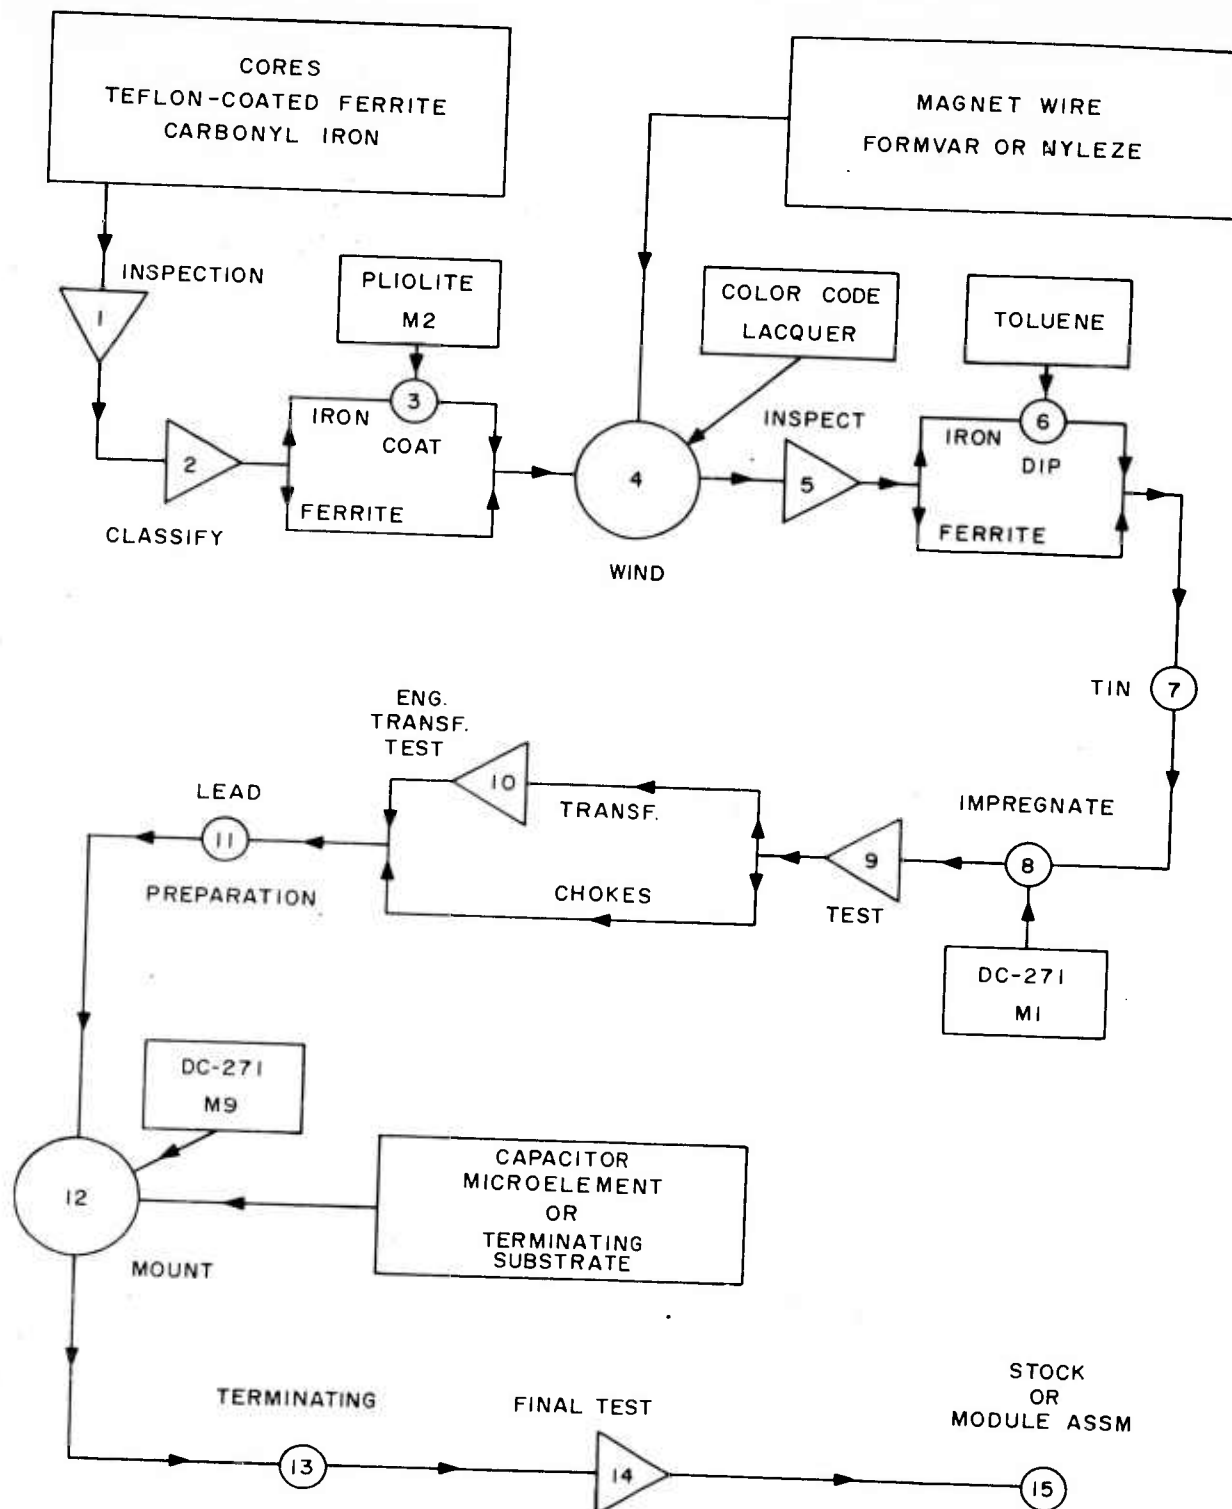 CORES
TEFLON-COATED FERRITE
CARBONYL IRON
MAGNET WIRE
FORMVAR OR NYLEZE
INSPECTION
1
PLIOLITE
M2
COLOR CODE
LACQUER
TOLUENE
2
CLASSIFY
IRON
3
COAT
FERRITE
4
WIND
INSPECT
5
IRON
6
DIP
FERRITE
TIN
7
IMPREGNATE
8
DC-271
M1
9
TEST
ENG.
TRANSF.
TEST
10
TRANSF.
CHOKES
LEAD
11
PREPARATION
DC-271
M9
12
MOUNT
CAPACITOR
MICROELEMENT
OR
TERMINATING
SUBSTRATE
TERMINATING
13
FINAL TEST
14
STOCK
OR
MODULE ASSM
15